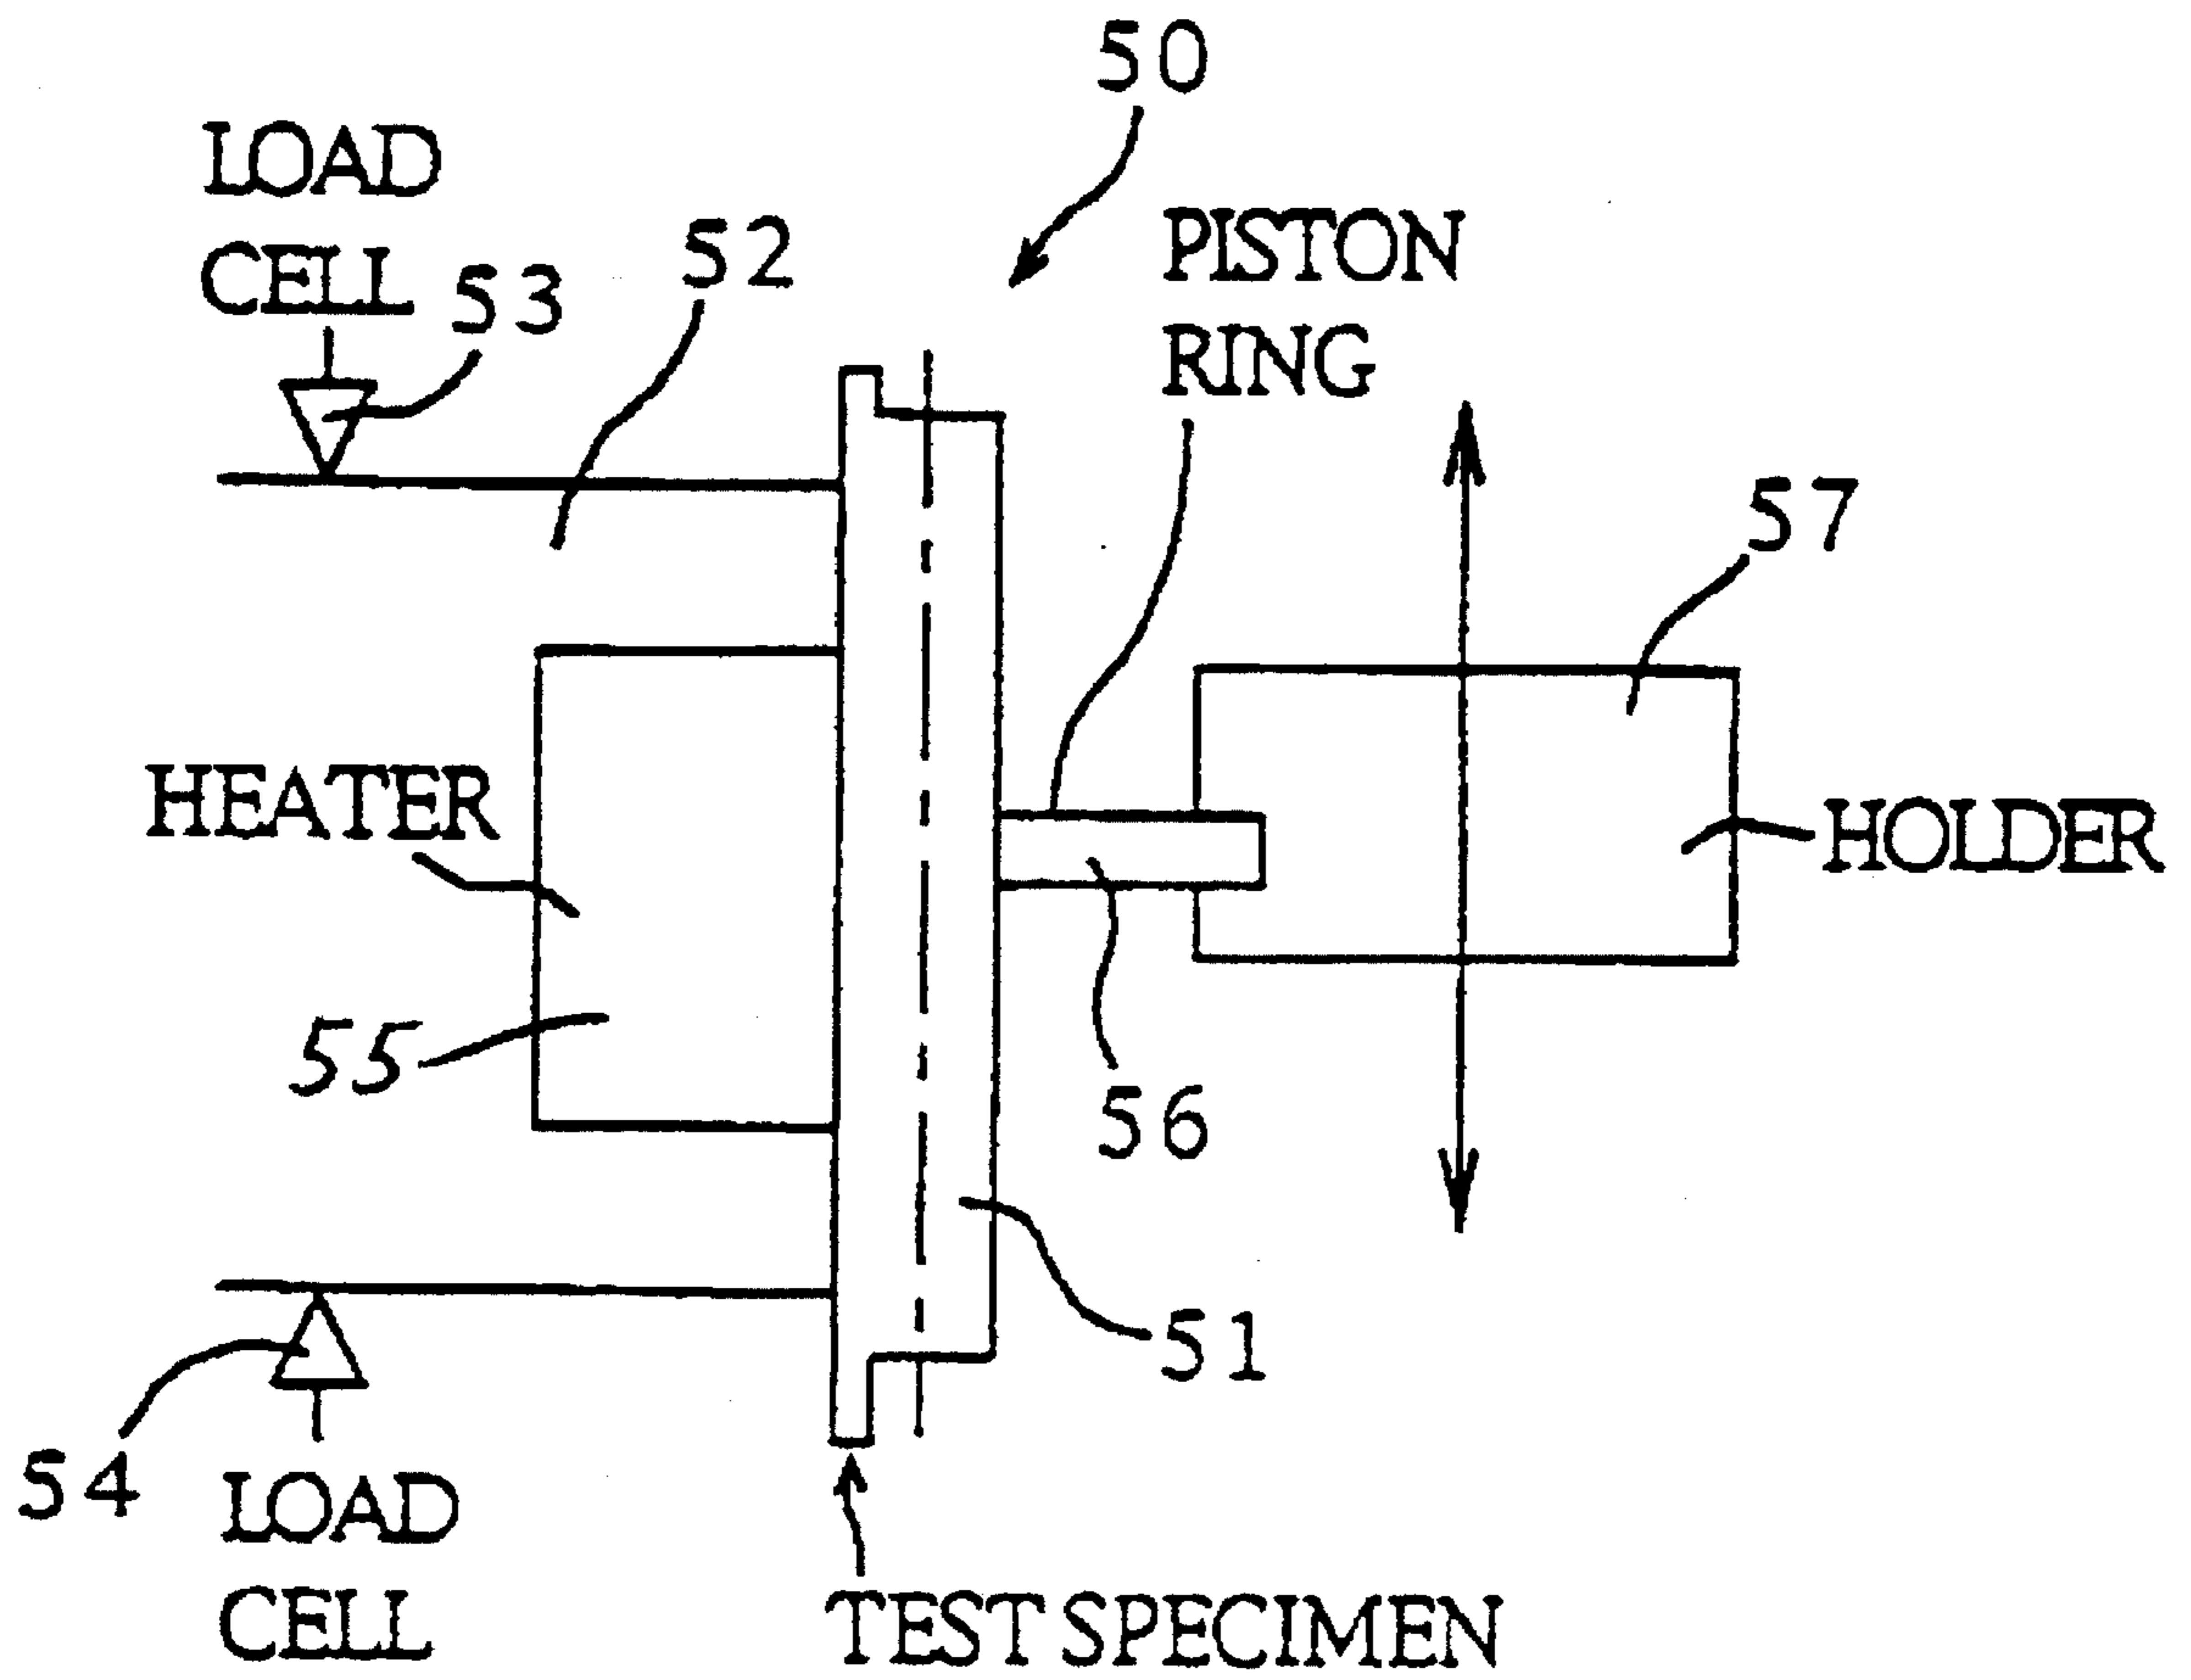 50
LOAD
CELL
53
52
PISTON
RING
57
HEATER
HOLDER
55
56
51
54
LOAD
CELL
TEST SPECIMEN